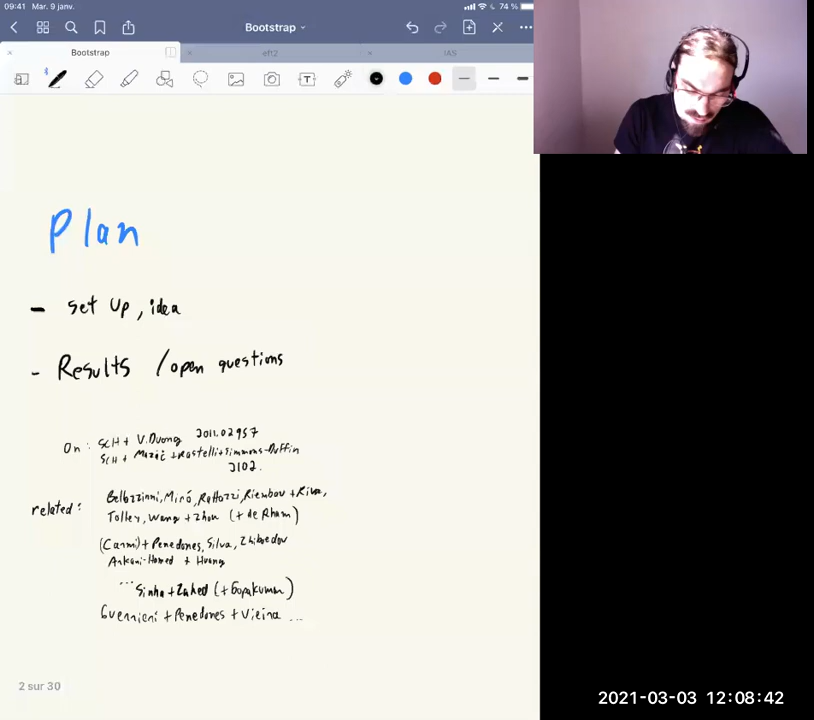 09:41 Mar. 9 janv. 74 %
Bootstrap
Bootstrap eft2 IAS
Plan
- set up, idea
- Results / open questions
On: SCH + V. Duong 2011.02957
SCH + Mazáč + Rastelli + Simmons-Duffin
2102.
related: Bellazzinni, Miró, Rattazzi, Riembau + Riva,
Tolley, Wang + Zhou (+ de Rham)
(Caron) + Penedones, Silva, Zhiboedov
Arkani-Hamed + Huang
... Sinha + Zahed (+ Gopakumar)
Guerrieri + Penedones + Vieira ...
2 sur 30
2021-03-03 12:08:42